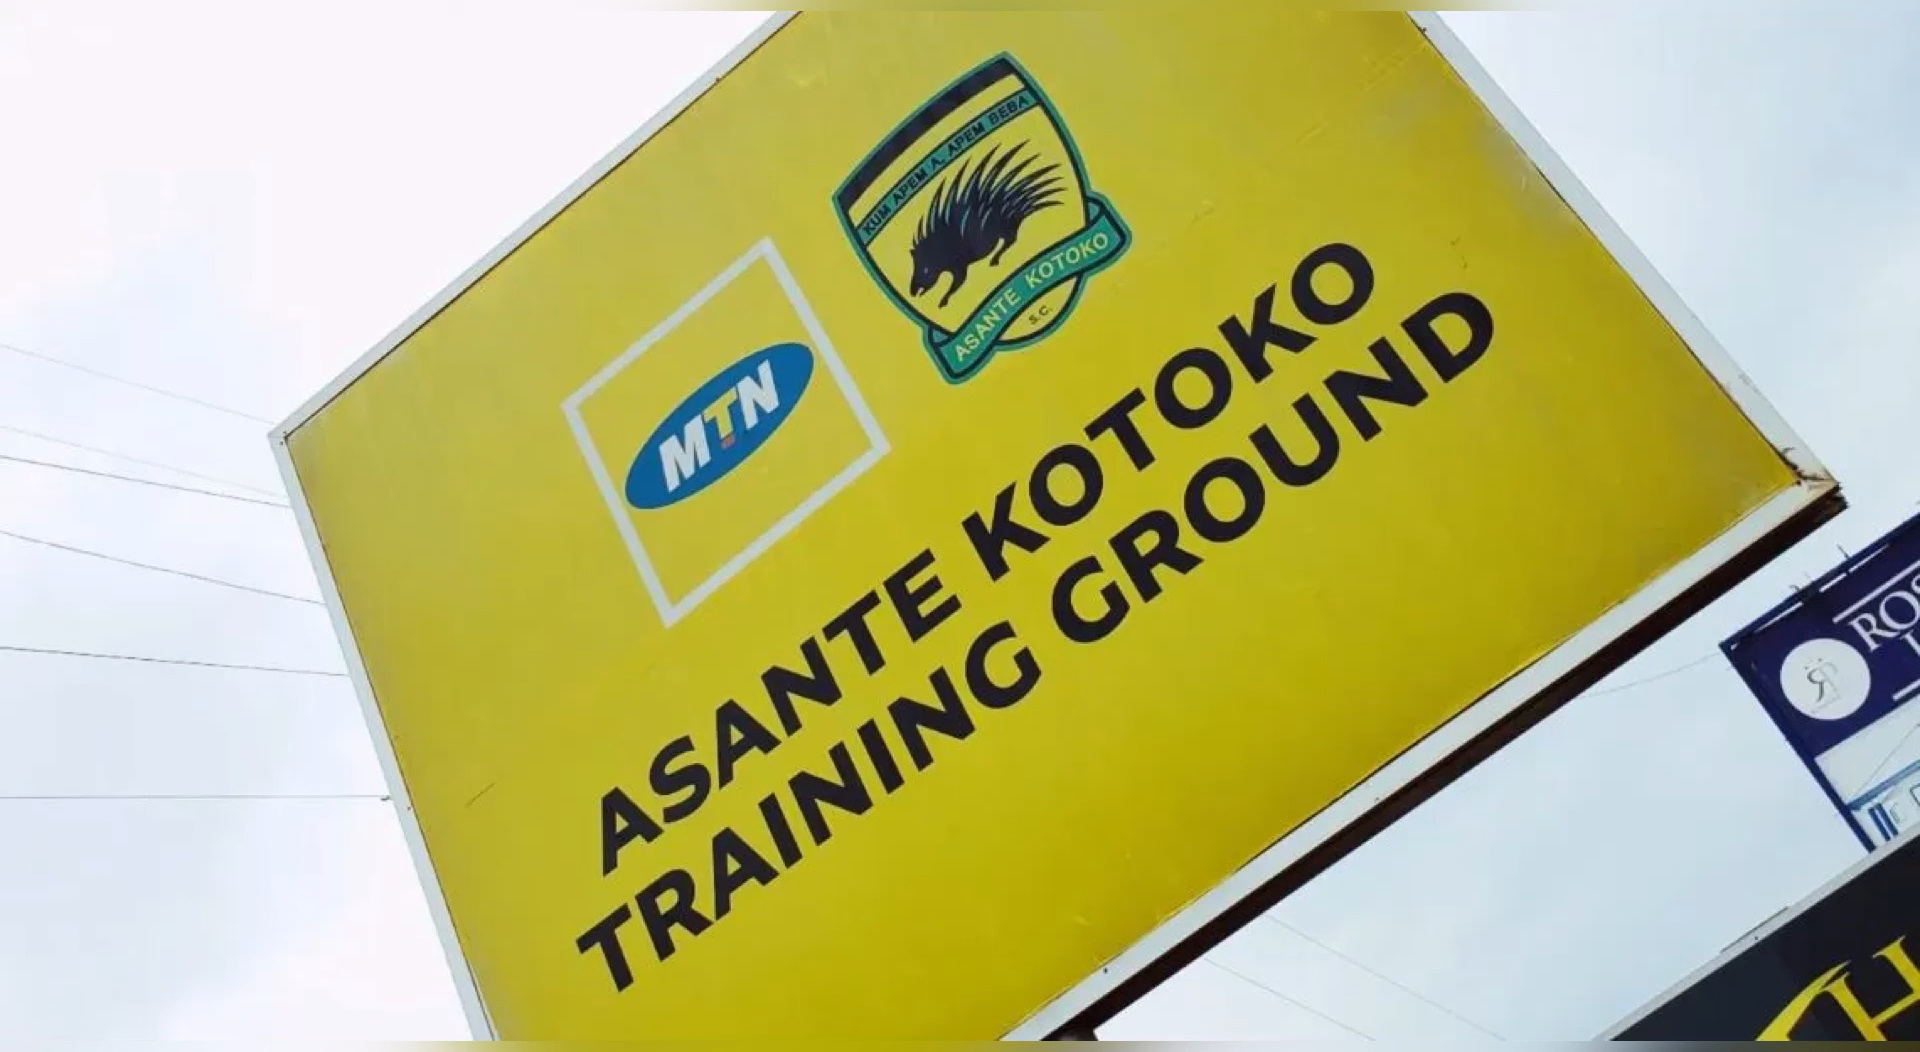 KUM APEM A, APEM BEBA
ASANTE KOTOKO
S.C.
MTN
ASANTE KOTOKO
TRAINING GROUND